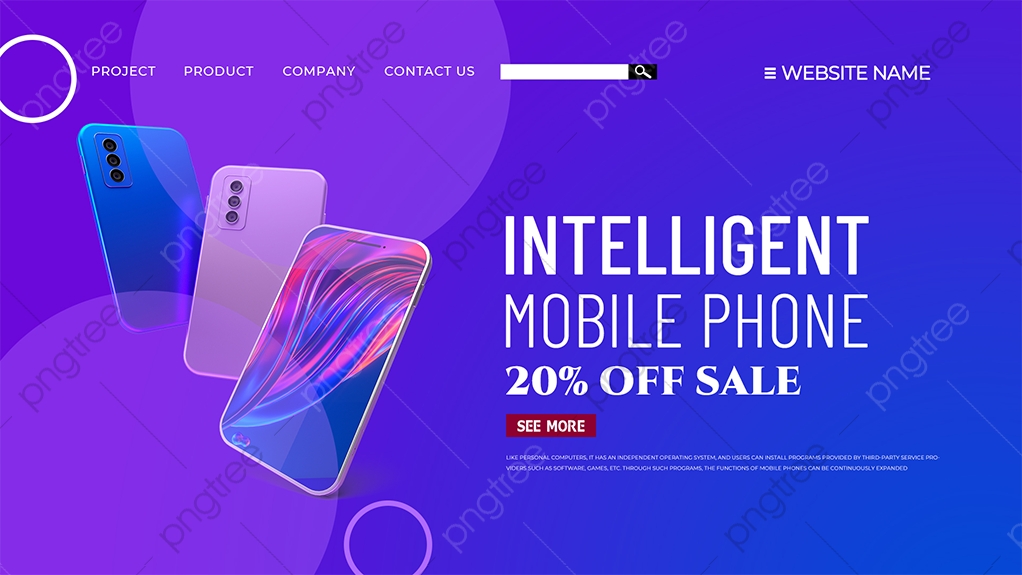 PROJECT PRODUCT COMPANY CONTACT US
WEBSITE NAME
INTELLIGENT
MOBILE PHONE
20% OFF SALE
SEE MORE
LIKE PERSONAL COMPUTERS, IT HAS AN INDEPENDENT OPERATING SYSTEM, AND USERS CAN INSTALL PROGRAMS PROVIDED BY THIRD-PARTY SERVICE PRO-
VIDERS, SUCH AS SOFTWARE, GAMES, ETC. THROUGH SUCH PROGRAMS, THE FUNCTIONS OF MOBILE PHONES CAN BE CONTINUOUSLY EXPANDED
pngtree